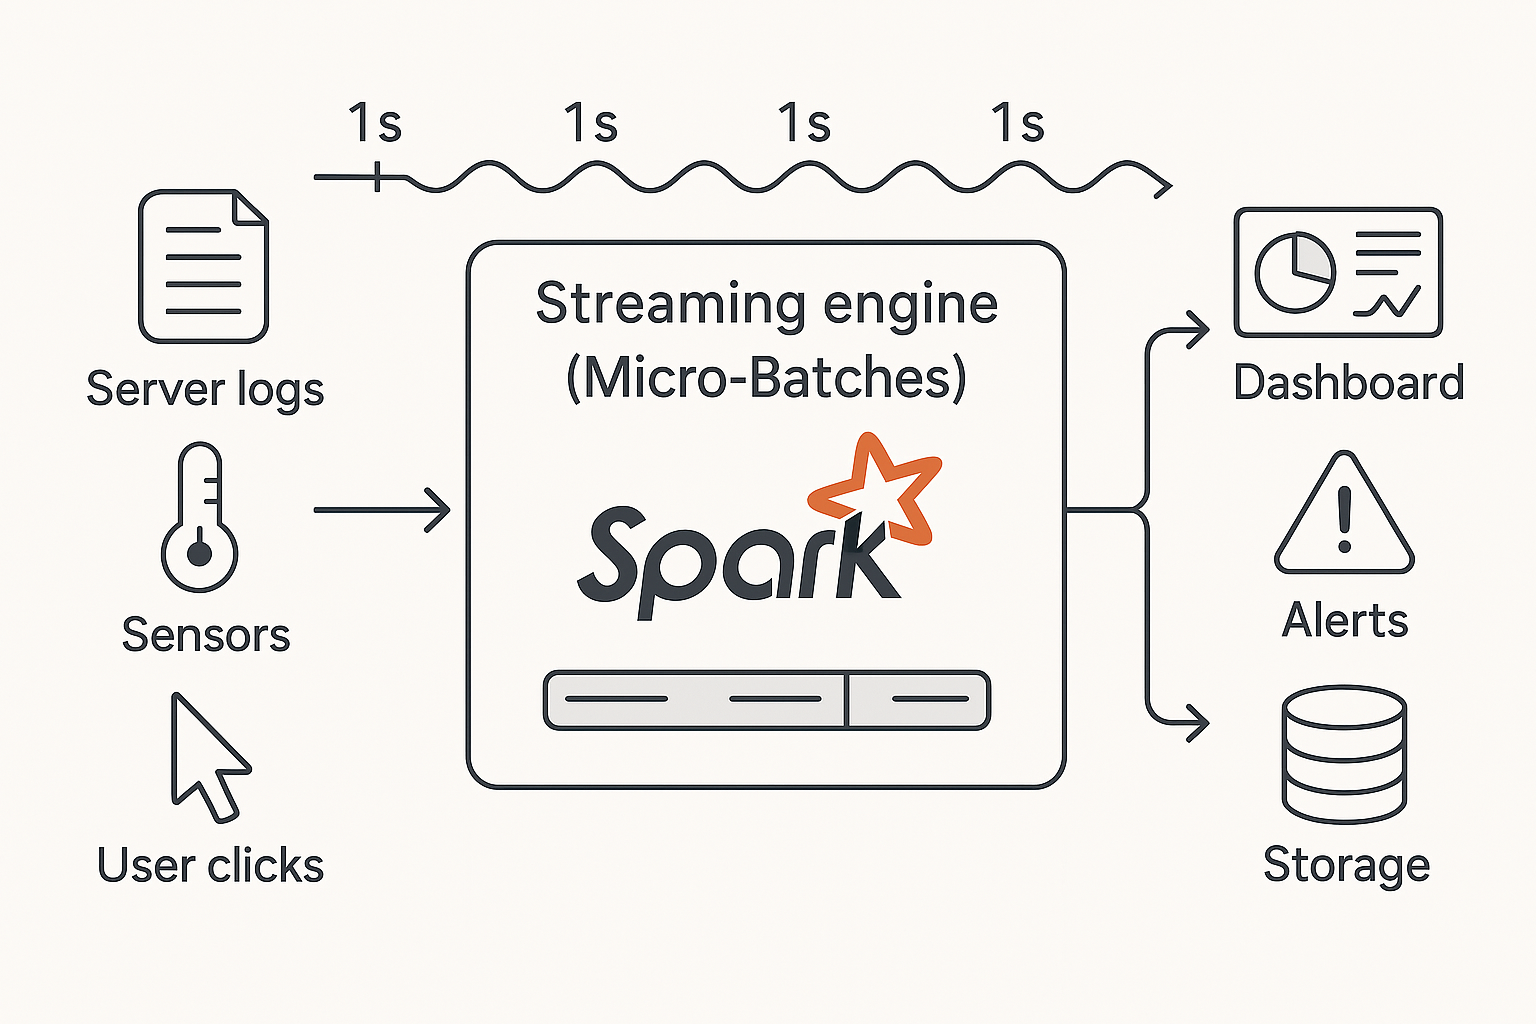 1s 1s 1s 1s
Server logs
Sensors
User clicks
Streaming engine
(Micro-Batches)
Spark
Dashboard
Alerts
Storage